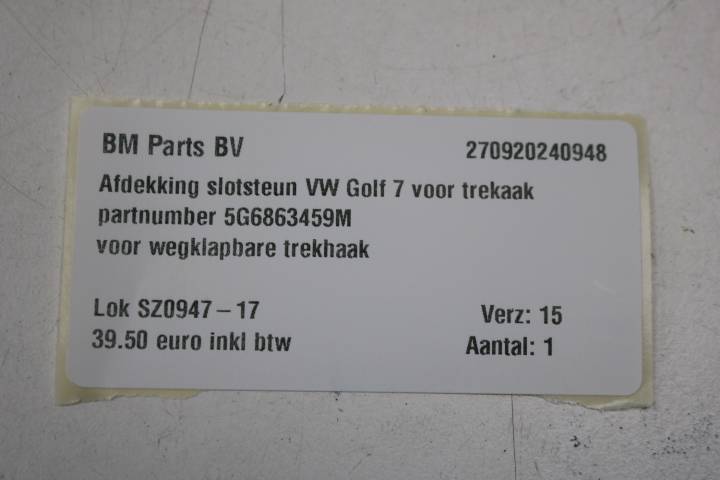 BM Parts BV 270920240948
Afdekking slotsteun VW Golf 7 voor trekaak
partnumber 5G6863459M
voor wegklapbare trekhaak
Lok SZ0947-17 Verz: 15
39.50 euro inkl btw Aantal: 1